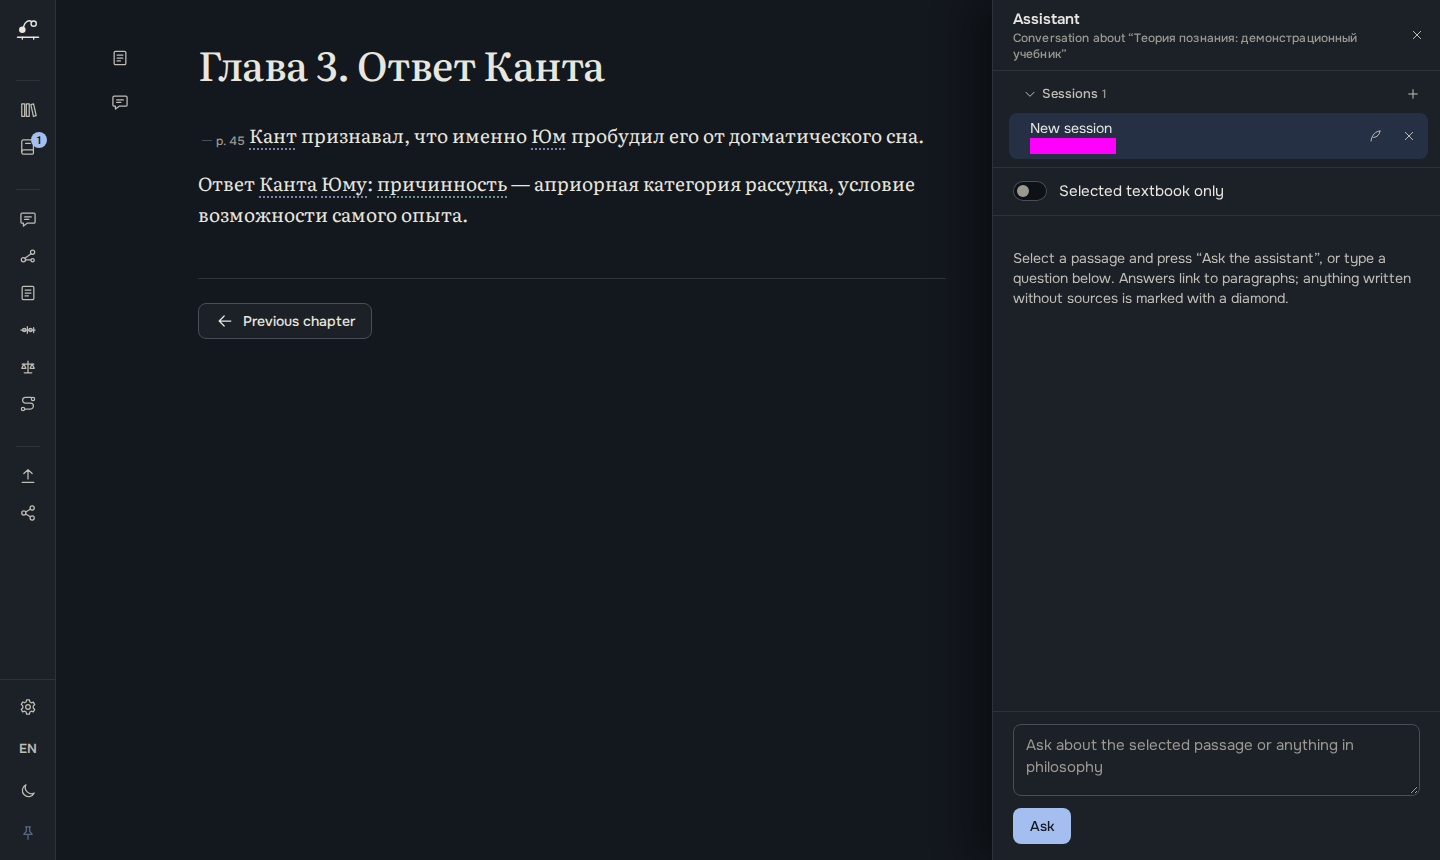 Глава 3. Ответ Канта
— p. 45 Кант признавал, что именно Юм пробудил его от догматического сна.
Ответ Канта Юму: причинность — априорная категория рассудка, условие
возможности самого опыта.
Previous chapter
1
EN
Assistant
Conversation about “Теория познания: демонстрационный
учебник”
Sessions 1
New session
Selected textbook only
Select a passage and press “Ask the assistant”, or type a
question below. Answers link to paragraphs; anything written
without sources is marked with a diamond.
Ask about the selected passage or anything in
philosophy
Ask